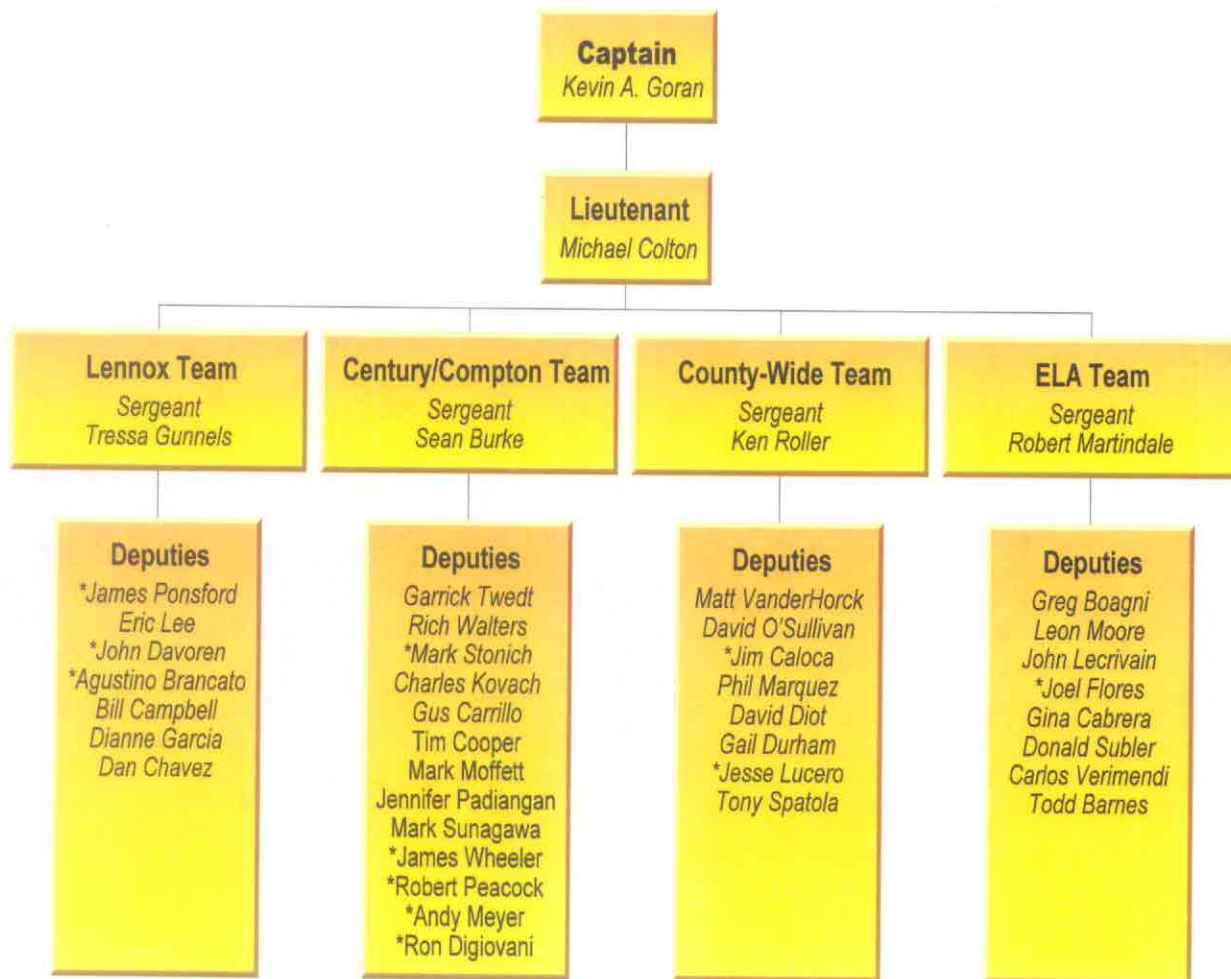 Captain
Kevin A. Goran
Lieutenant
Michael Colton
Lennox Team
Sergeant
Tressa Gunnels
Century/Compton Team
Sergeant
Sean Burke
County-Wide Team
Sergeant
Ken Roller
ELA Team
Sergeant
Robert Martindale
Deputies
*James Ponsford
Eric Lee
*John Davoren
*Agustino Brancato
Bill Campbell
Dianne Garcia
Dan Chavez
Deputies
Garrick Twedt
Rich Walters
*Mark Stonich
Charles Kovach
Gus Carrillo
Tim Cooper
Mark Moffett
Jennifer Padiangan
Mark Sunagawa
*James Wheeler
*Robert Peacock
*Andy Meyer
*Ron Digiovani
Deputies
Matt VanderHorck
David O'Sullivan
*Jim Caloca
Phil Marquez
David Diot
Gail Durham
*Jesse Lucero
Tony Spatola
Deputies
Greg Boagni
Leon Moore
John Lecrivain
*Joel Flores
Gina Cabrera
Donald Subler
Carlos Verimendi
Todd Barnes